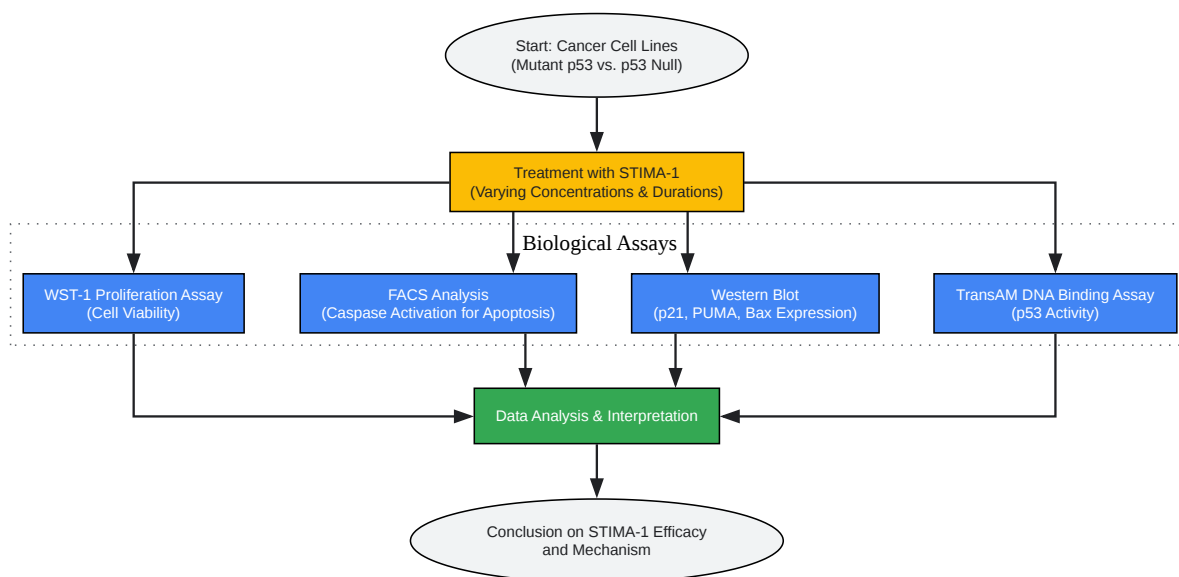 Start: Cancer Cell Lines
(Mutant p53 vs. p53 Null)
Treatment with STIMA-1
(Varying Concentrations & Durations)
Biological Assays
WST-1 Proliferation Assay
(Cell Viability)
FACS Analysis
(Caspase Activation for Apoptosis)
Western Blot
(p21, PUMA, Bax Expression)
TransAM DNA Binding Assay
(p53 Activity)
Data Analysis & Interpretation
Conclusion on STIMA-1 Efficacy
and Mechanism